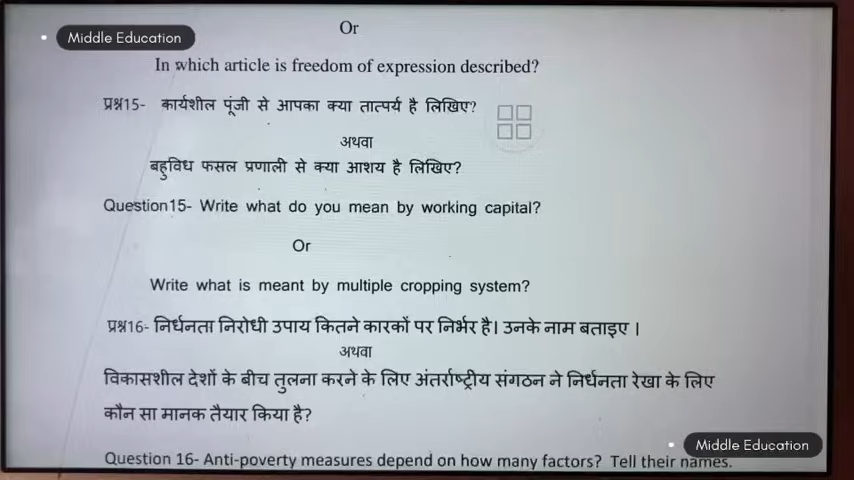 Or
Middle Education
In which article is freedom of expression described?
प्रश्न15- कार्यशील पूंजी से आपका क्या तात्पर्य है लिखिए?
अथवा
बहुविध फसल प्रणाली से क्या आशय है लिखिए?
Question15- Write what do you mean by working capital?
Or
Write what is meant by multiple cropping system?
प्रश्न16- निर्धनता निरोधी उपाय कितने कारकों पर निर्भर है। उनके नाम बताइए ।
अथवा
विकासशील देशों के बीच तुलना करने के लिए अंतर्राष्ट्रीय संगठन ने निर्धनता रेखा के लिए
कौन सा मानक तैयार किया है?
Middle Education
Question 16- Anti-poverty measures depend on how many factors? Tell their names.